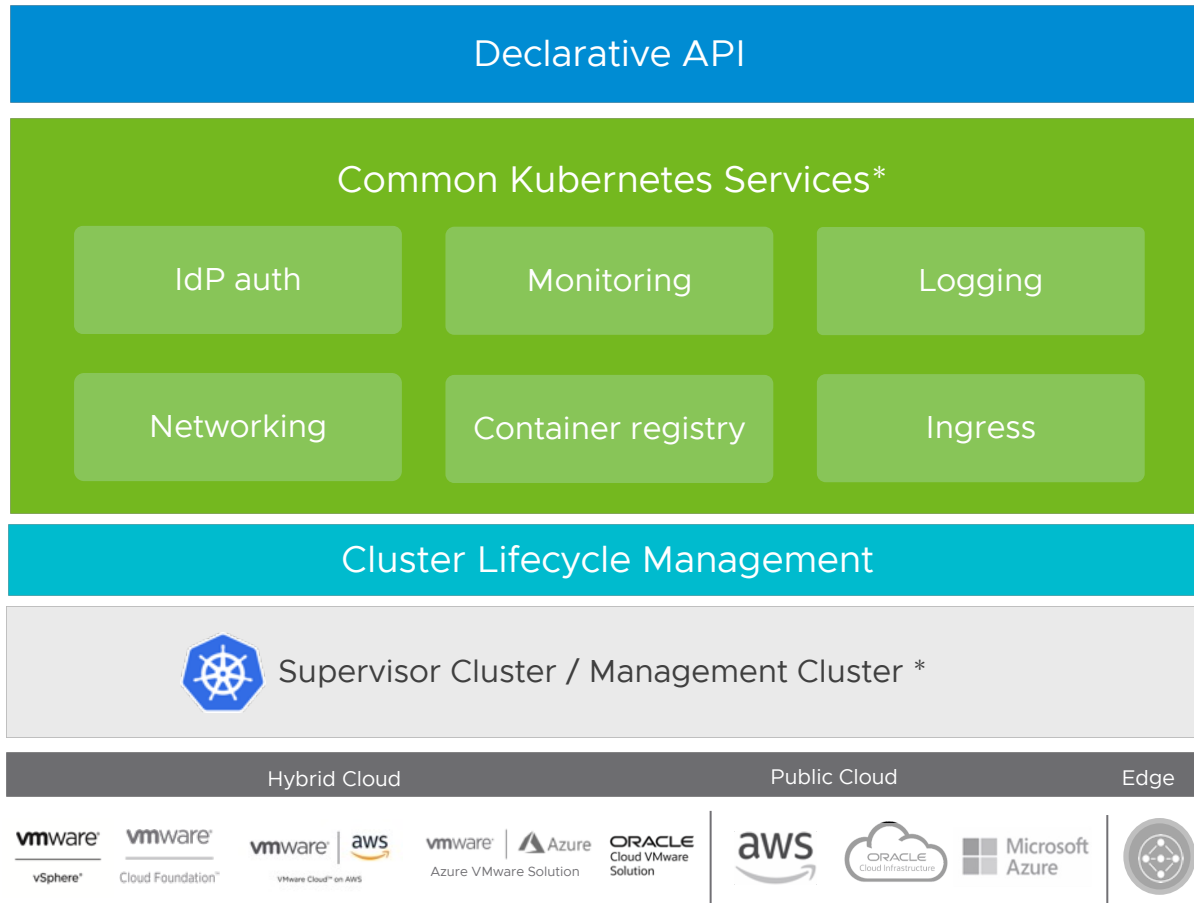 Declarative API
Common Kubernetes Services*
IdP auth
Monitoring
Logging
Networking
Container registry
Ingress
Cluster Lifecycle Management
Supervisor Cluster / Management Cluster *
Hybrid Cloud
Public Cloud
Edge
vmware®
vSphere®
vmware®
Cloud Foundation™
vmware®
aws
VMware Cloud™ on AWS
vmware®
Azure
Azure VMware Solution
ORACLE
Cloud VMware
Solution
aws
ORACLE
Cloud Infrastructure
Microsoft
Azure